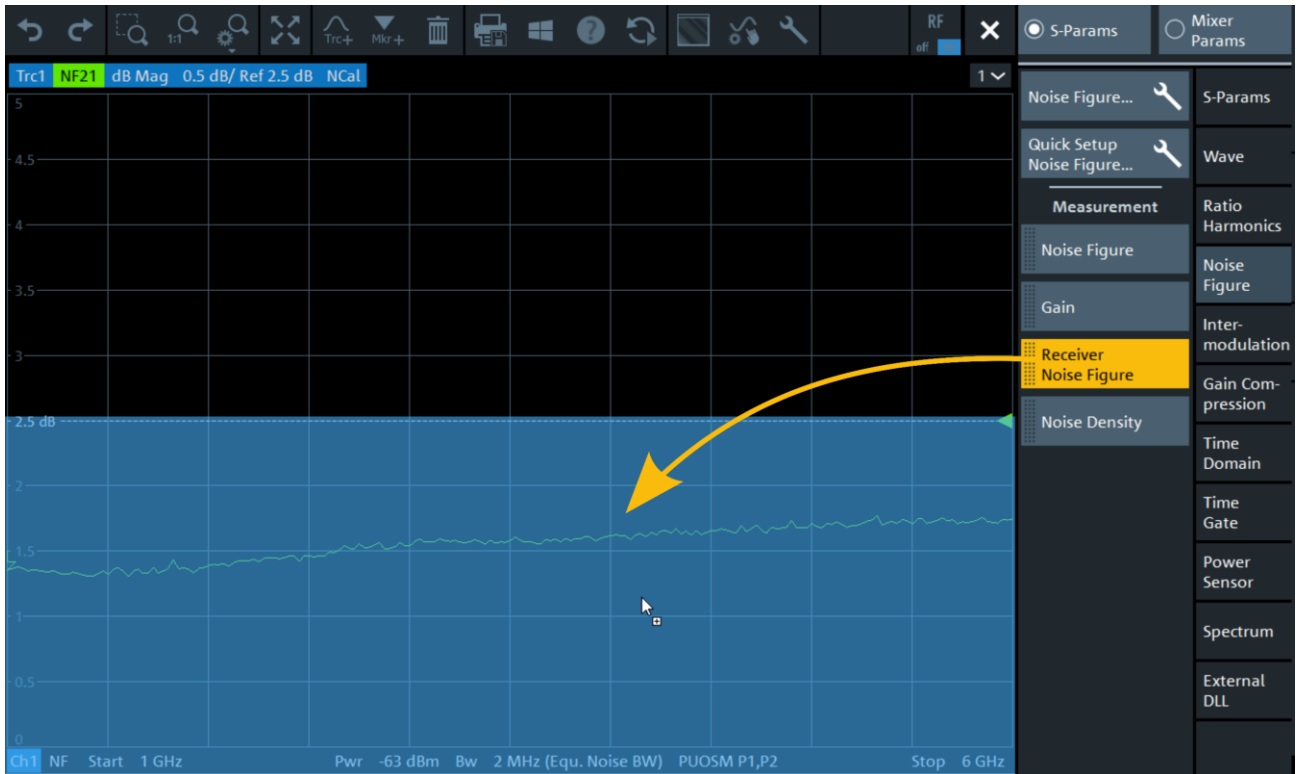 1:1
Trc+
Mkr+
RF
off
S-Params
Mixer
Params
Trc1 NF21 dB Mag 0.5 dB/ Ref 2.5 dB NCal
1
5
4.5
4
3.5
3
2.5 dB
2
1.5
1
0.5
0
Ch1 NF Start 1 GHz Pwr -63 dBm Bw 2 MHz (Equ. Noise BW) PUOSM P1,P2 Stop 6 GHz
Noise Figure...
Quick Setup
Noise Figure...
Measurement
Noise Figure
Gain
Receiver
Noise Figure
Noise Density
S-Params
Wave
Ratio
Harmonics
Noise
Figure
Inter-
modulation
Gain Com-
pression
Time
Domain
Time
Gate
Power
Sensor
Spectrum
External
DLL